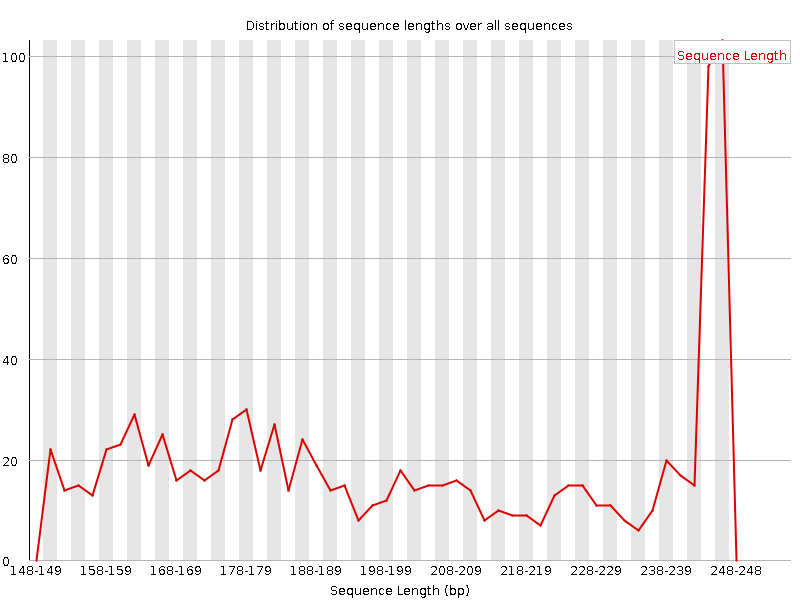 Distribution of sequence lengths over all sequences
Sequence Length
100
80
60
40
20
0
148-149 158-159 168-169 178-179 188-189 198-199 208-209 218-219 228-229 238-239 248-248
Sequence Length (bp)